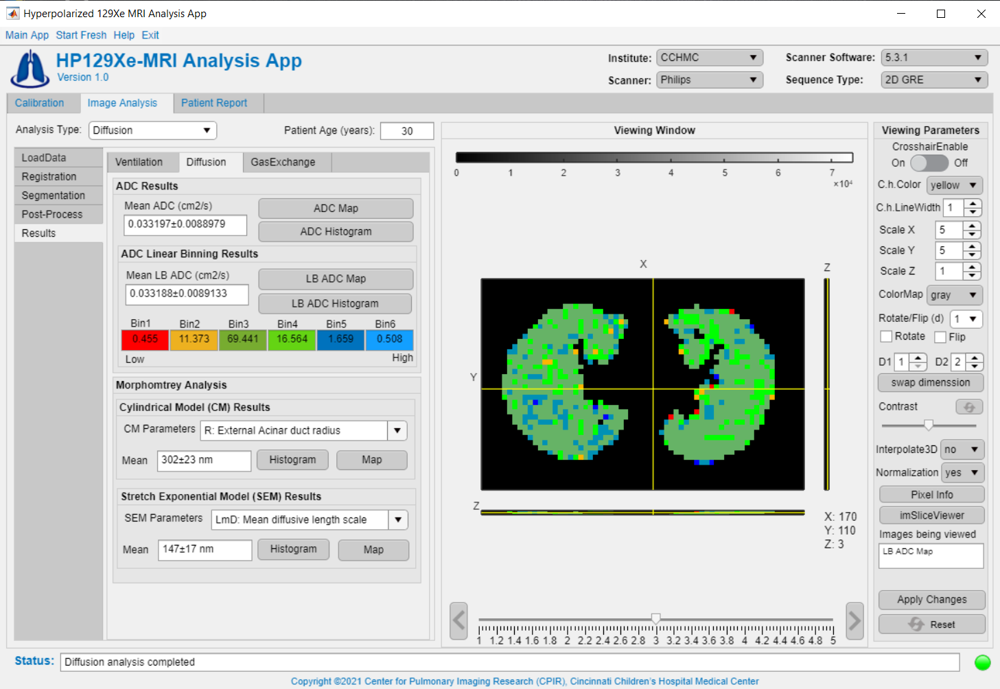 Hyperpolarized 129Xe MRI Analysis App
Main App Start Fresh Help Exit
HP129Xe-MRI Analysis App
Version 1.0
Institute: CCHMC
Scanner Software: 5.3.1
Scanner: Philips
Sequence Type: 2D GRE
Calibration Image Analysis Patient Report
Analysis Type: Diffusion
Patient Age (years): 30
LoadData
Registration
Segmentation
Post-Process
Results
Ventilation Diffusion GasExchange
ADC Results
Mean ADC (cm2/s)
0.033197±0.0088979
ADC Map
ADC Histogram
ADC Linear Binning Results
Mean LB ADC (cm2/s)
0.033188±0.0089133
LB ADC Map
LB ADC Histogram
Bin1 Bin2 Bin3 Bin4 Bin5 Bin6
0.455 11.373 69.441 16.564 1.659 0.508
Low High
Morphomtrey Analysis
Cylindrical Model (CM) Results
CM Parameters R: External Acinar duct radius
Mean 302±23 nm Histogram Map
Stretch Exponential Model (SEM) Results
SEM Parameters LmD: Mean diffusive length scale
Mean 147±17 nm Histogram Map
Viewing Window
0 1 2 3 4 5 6 7
×10⁴
X
Z
Y
Z
X: 170
Y: 110
Z: 3
1 1.2 1.4 1.6 1.8 2 2.2 2.4 2.6 2.8 3 3.2 3.4 3.6 3.8 4 4.2 4.4 4.6 4.8 5
Viewing Parameters
CrosshairEnable
On Off
C.h.Color yellow
C.h.LineWidth 1
Scale X 5
Scale Y 5
Scale Z 1
ColorMap gray
Rotate/Flip (d) 1
Rotate Flip
D1 1 D2 2
swap dimenssion
Contrast
Interpolate3D no
Normalization yes
Pixel Info
imSliceViewer
Images being viewed
LB ADC Map
Apply Changes
Reset
Status: Diffusion analysis completed
Copyright ©2021 Center for Pulmonary Imaging Research (CPIR), Cincinnati Children's Hospital Medical Center